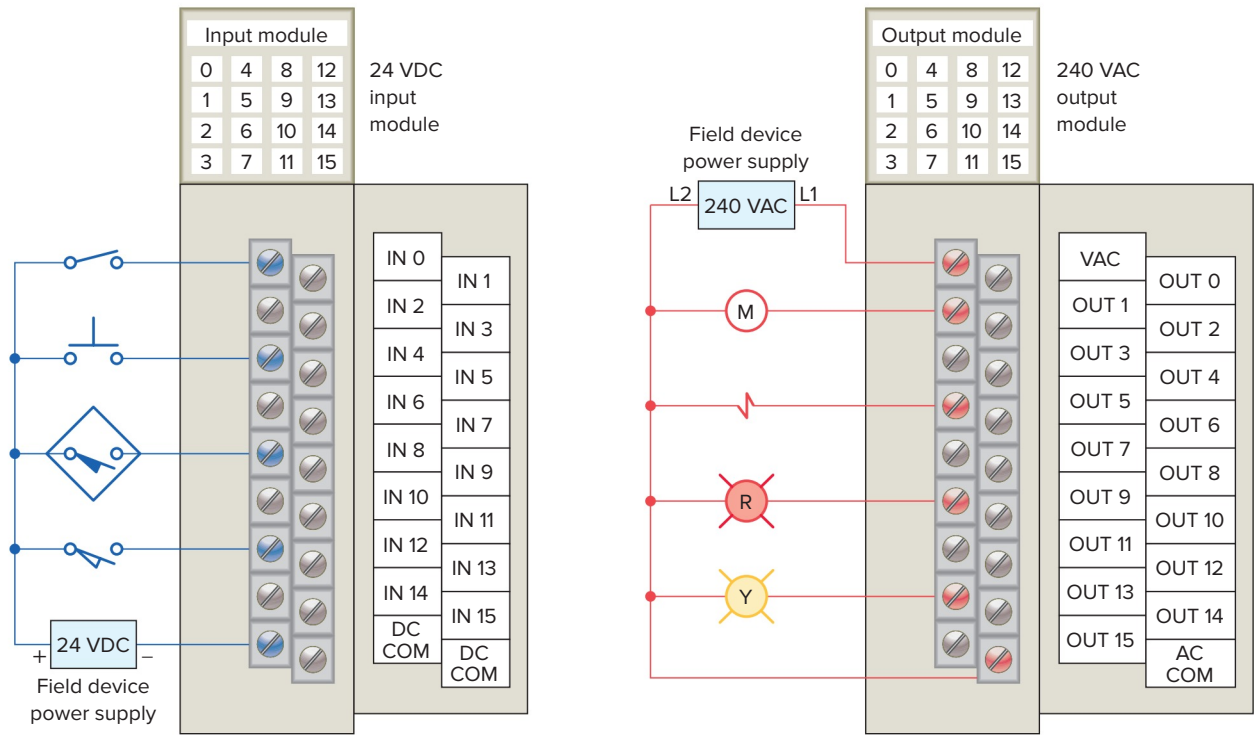 Input module
0 4 8 12
1 5 9 13
2 6 10 14
3 7 11 15
24 VDC
input
module
IN 0
IN 1
IN 2
IN 3
IN 4
IN 5
IN 6
IN 7
IN 8
IN 9
IN 10
IN 11
IN 12
IN 13
IN 14
IN 15
DC
COM
DC
COM
+ 24 VDC −
Field device
power supply
Output module
0 4 8 12
1 5 9 13
2 6 10 14
3 7 11 15
240 VAC
output
module
Field device
power supply
L2 240 VAC L1
M
R
Y
VAC
OUT 0
OUT 1
OUT 2
OUT 3
OUT 4
OUT 5
OUT 6
OUT 7
OUT 8
OUT 9
OUT 10
OUT 11
OUT 12
OUT 13
OUT 14
OUT 15
AC
COM